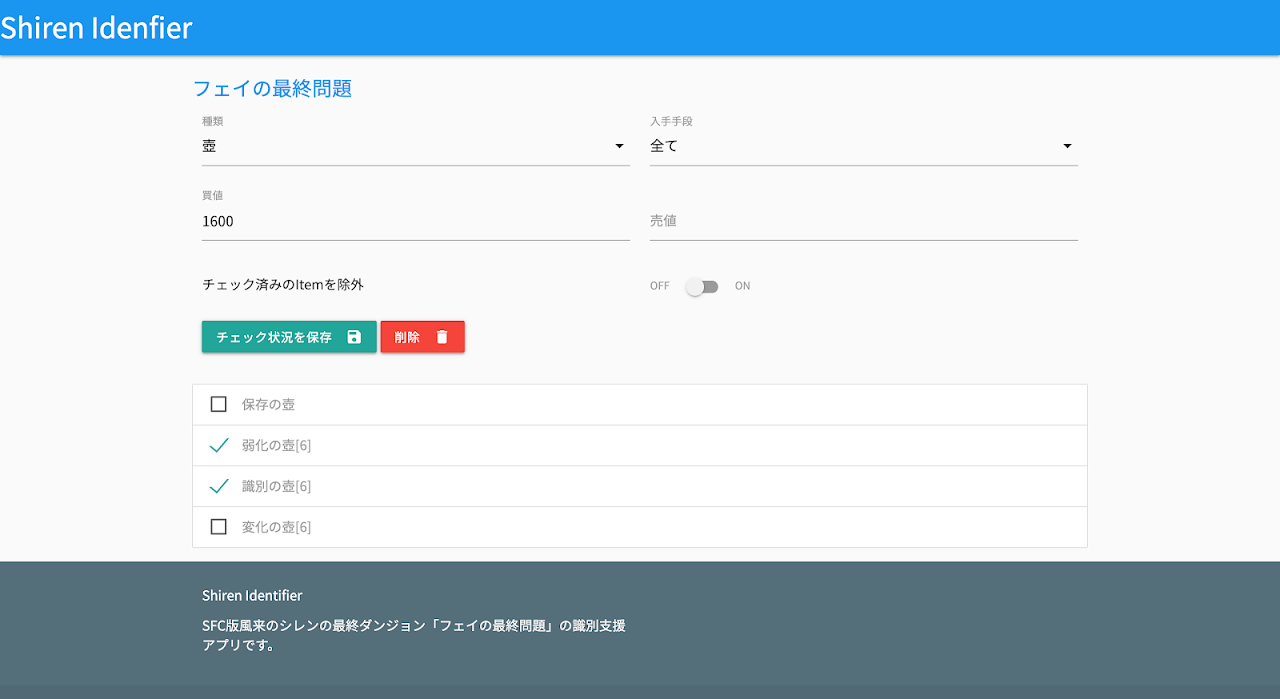 Shiren Idenfier
フェイの最終問題
種類
入手手段
壺
全て
買値
1600
売値
チェック済みのItemを除外
OFF
ON
チェック状況を保存
削除
保存の壺
弱化の壺[6]
識別の壺[6]
変化の壺[6]
Shiren Identifier
SFC版風来のシレンの最終ダンジョン「フェイの最終問題」の識別支援
アプリです。